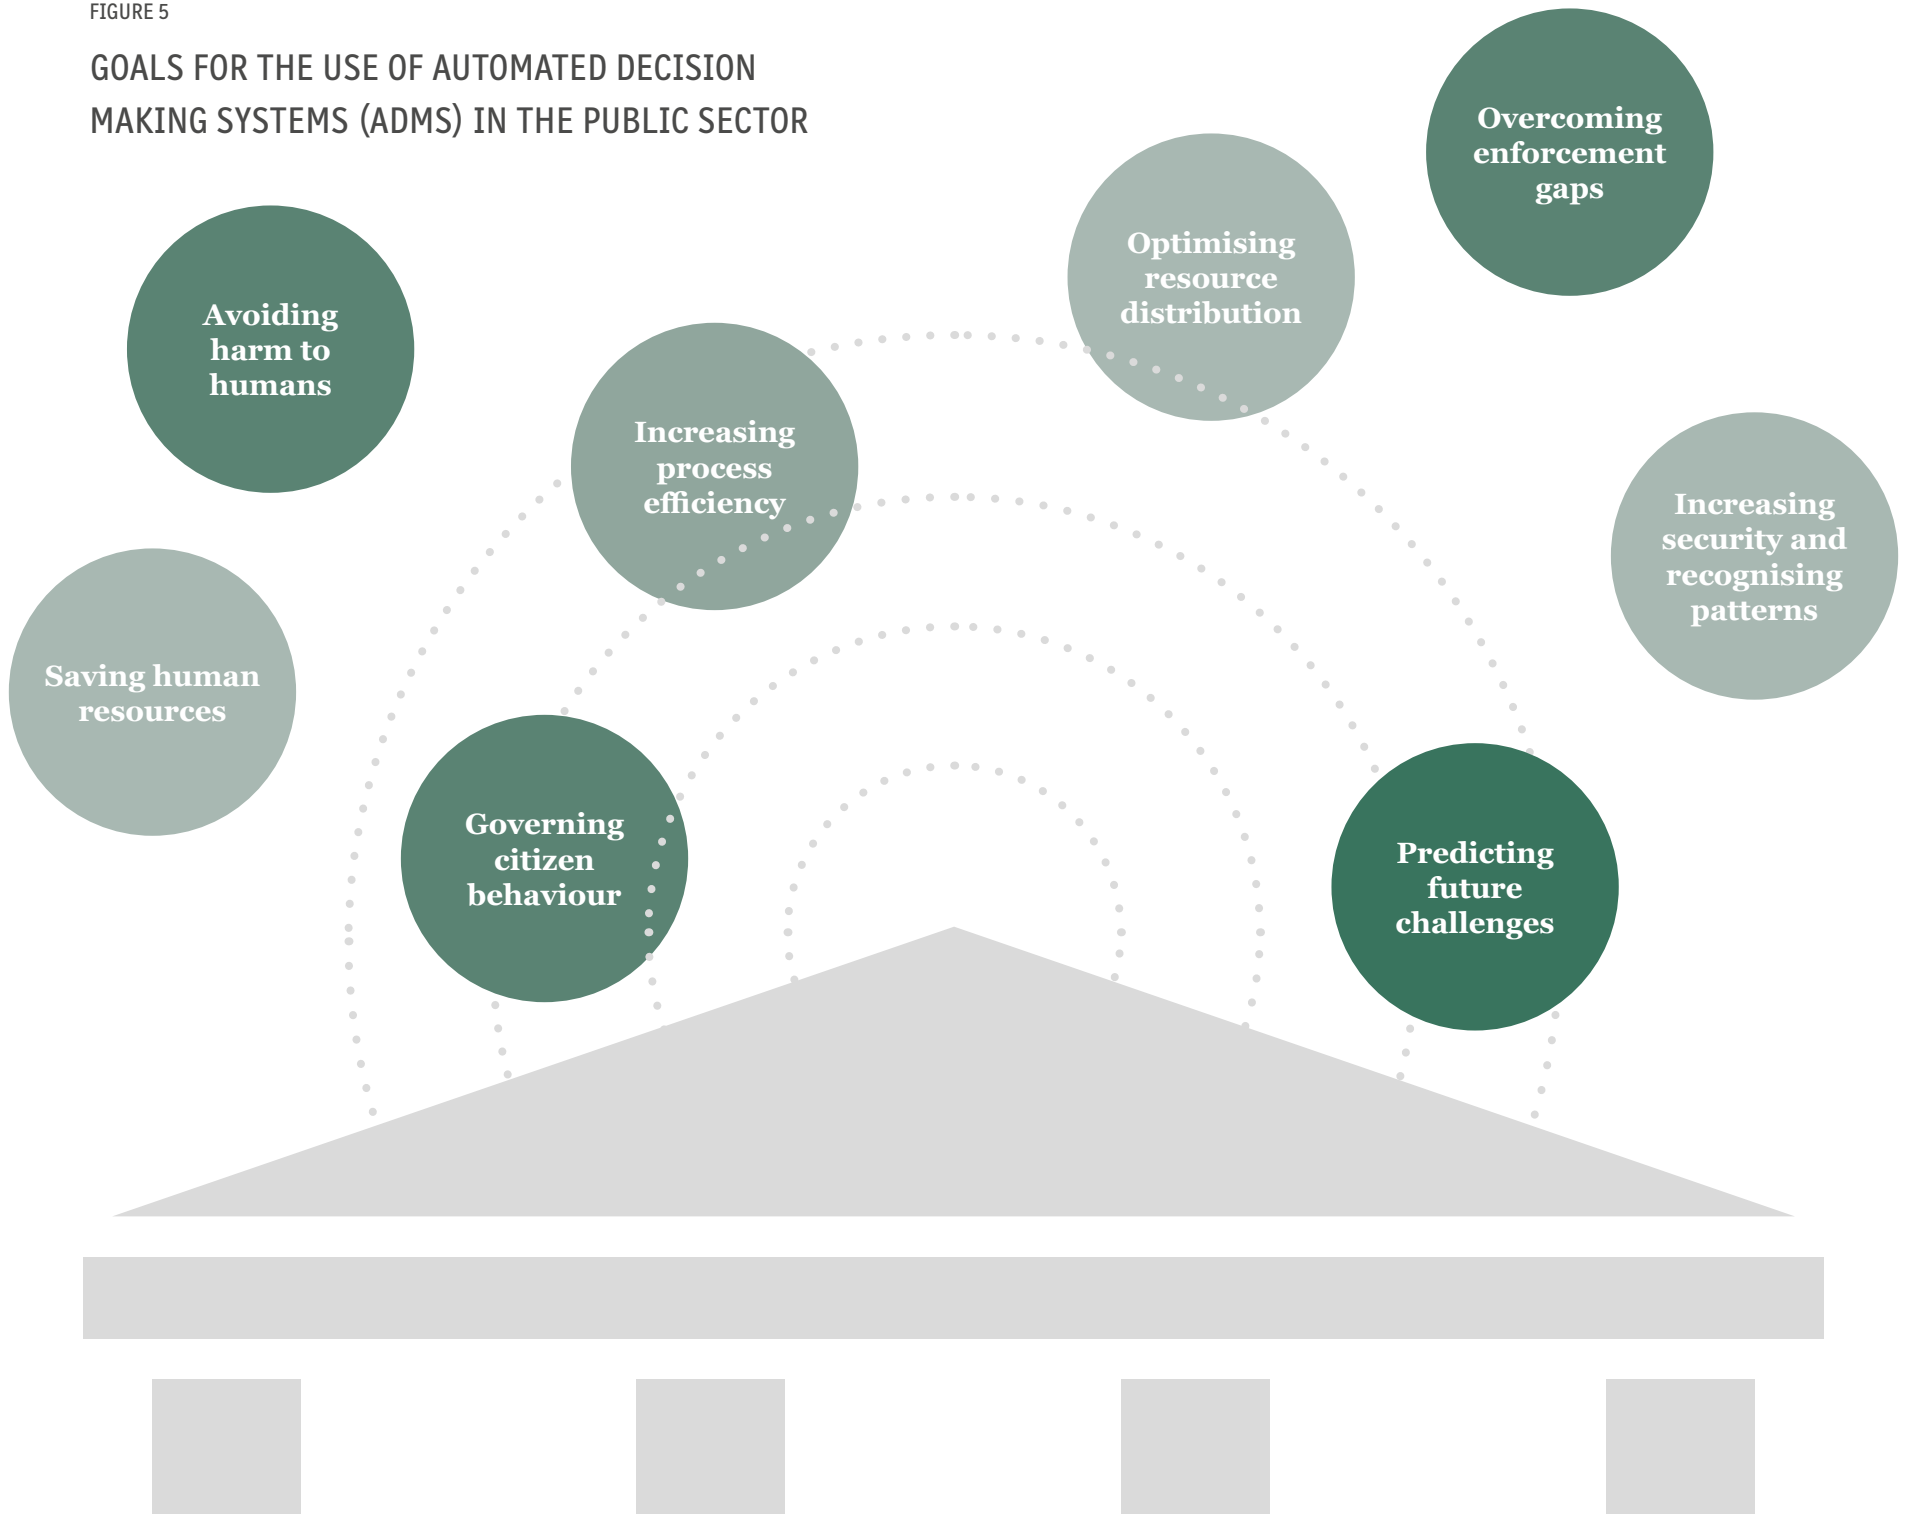 FIGURE 5
GOALS FOR THE USE OF AUTOMATED DECISION
MAKING SYSTEMS (ADMS) IN THE PUBLIC SECTOR
Overcoming
enforcement
gaps
Optimising
resource
distribution
Avoiding
harm to
humans
Increasing
process
efficiency
Increasing
security and
recognising
patterns
Saving human
resources
Governing
citizen
behaviour
Predicting
future
challenges